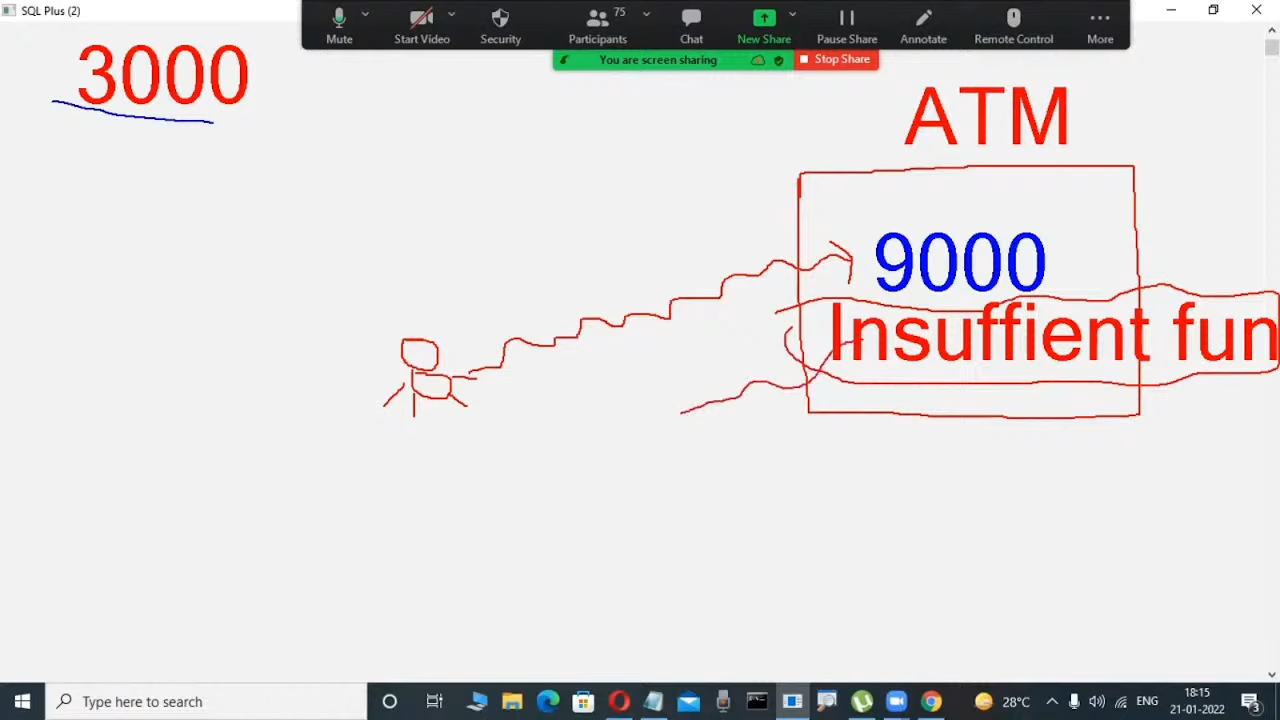 SQL Plus (2)
75
Mute
Start Video
Security
Participants
Chat
New Share
Pause Share
Annotate
Remote Control
More
You are screen sharing
Stop Share
3000
ATM
9000
Insuffient fun
Type here to search
28°C
ENG
18:15
21-01-2022
3